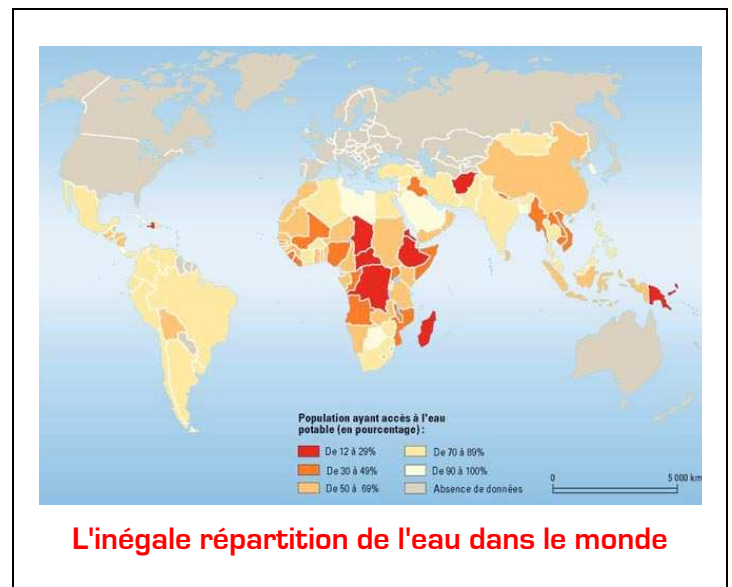 Population ayant accès à l'eau
potable (en pourcentage) :
De 12 à 29%
De 30 à 49%
De 50 à 69%
De 70 à 89%
De 90 à 100%
Absence de données
0 5 000 km
L'inégale répartition de l'eau dans le monde